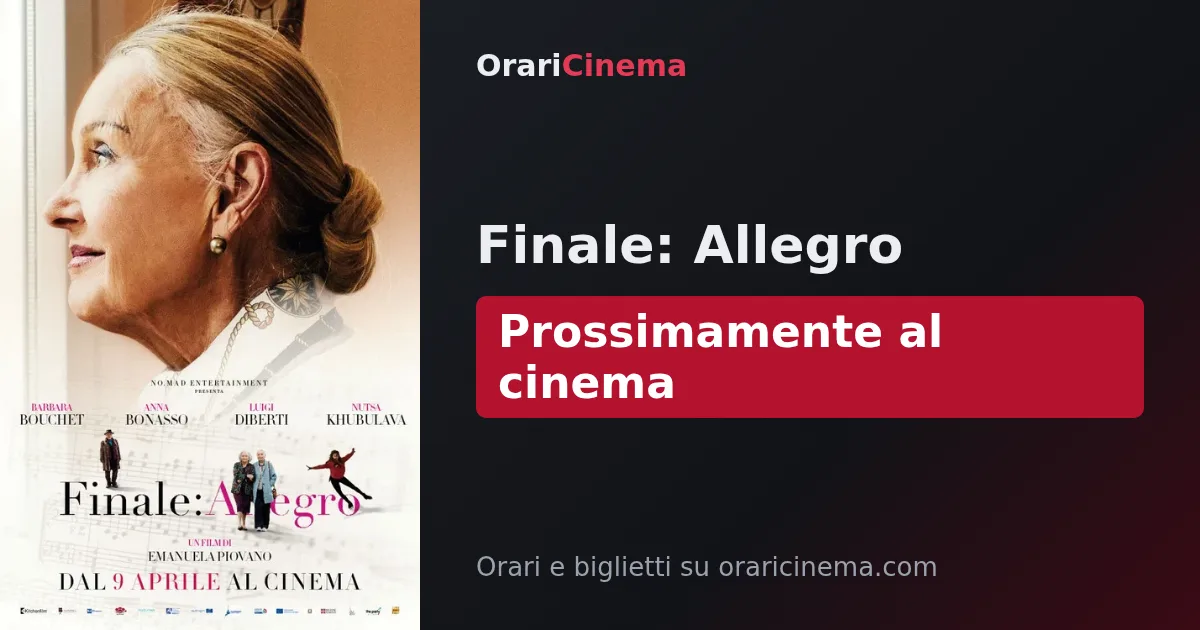 NO.MAD ENTERTAINMENT
PRESENTA
BARBARA BOUCHET
ANNA BONASSO
LUIGI DIBERTI
NUTSA KHUBULAVA
Finale: Allegro
UN FILM DI
EMANUELA PIOVANO
DAL 9 APRILE AL CINEMA
OrariCinema
Finale: Allegro
Prossimamente al
cinema
Orari e biglietti su oraricinema.com